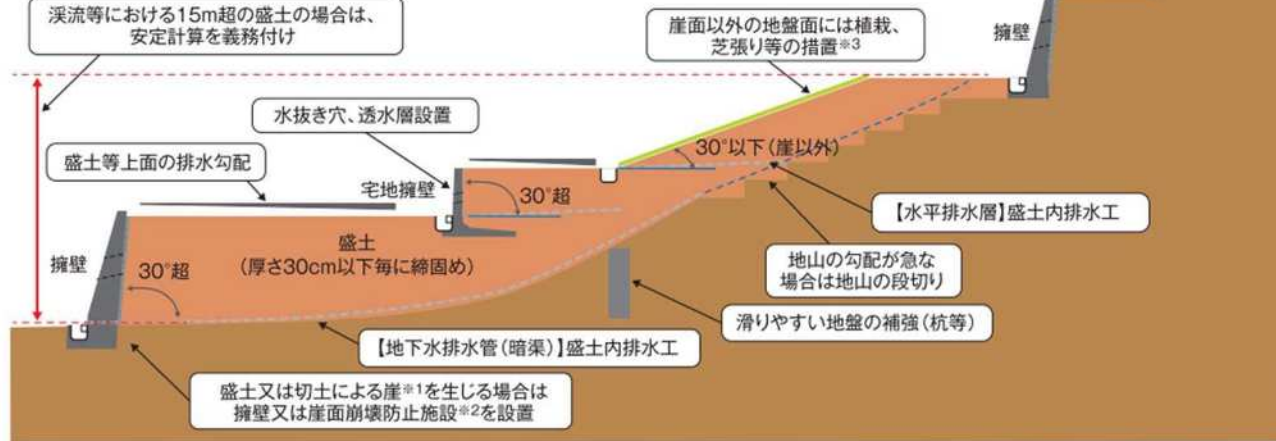 渓流等における15m超の盛土の場合は、
安定計算を義務付け
崖面以外の地盤面には植栽、
芝張り等の措置※3
擁壁
水抜き穴、透水層設置
盛土等上面の排水勾配
宅地擁壁
30°超
30°以下(崖以外)
【水平排水層】盛土内排水工
盛土
(厚さ30cm以下毎に締固め)
擁壁
30°超
地山の勾配が急な
場合は地山の段切り
滑りやすい地盤の補強(杭等)
【地下水排水管(暗渠)】盛土内排水工
盛土又は切土による崖※1を生じる場合は
擁壁又は崖面崩壊防止施設※2を設置